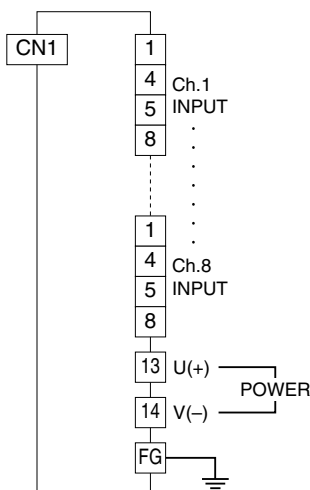 CN1
1
4
5
8
Ch.1
INPUT
1
4
5
8
Ch.8
INPUT
13 U(+)
14 V(–)
POWER
FG